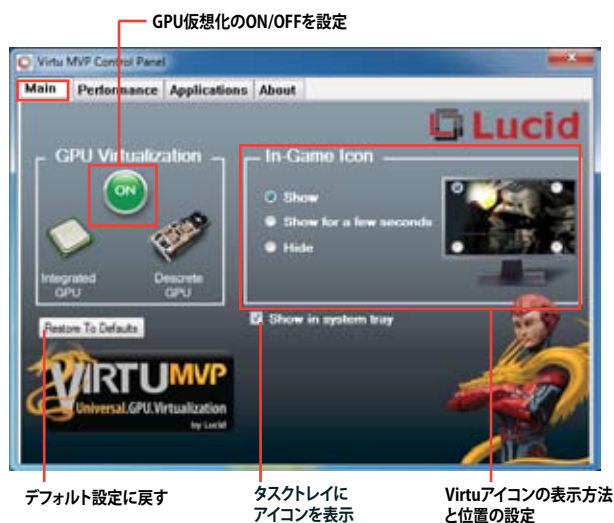 GPU仮想化のON/OFFを設定
Virtu MVP Control Panel
Main Performance Applications About
Lucid
GPU Virtualization
In-Game Icon
ON
Show
Show for a few seconds
Hide
Integrated
GPU
Descrete
GPU
Restore To Defaults
Show in system tray
VIRTU MVP
Universal.GPU.Virtualization
by Lucid
デフォルト設定に戻す
タスクトレイに
アイコンを表示
Virtuアイコンの表示方法
と位置の設定